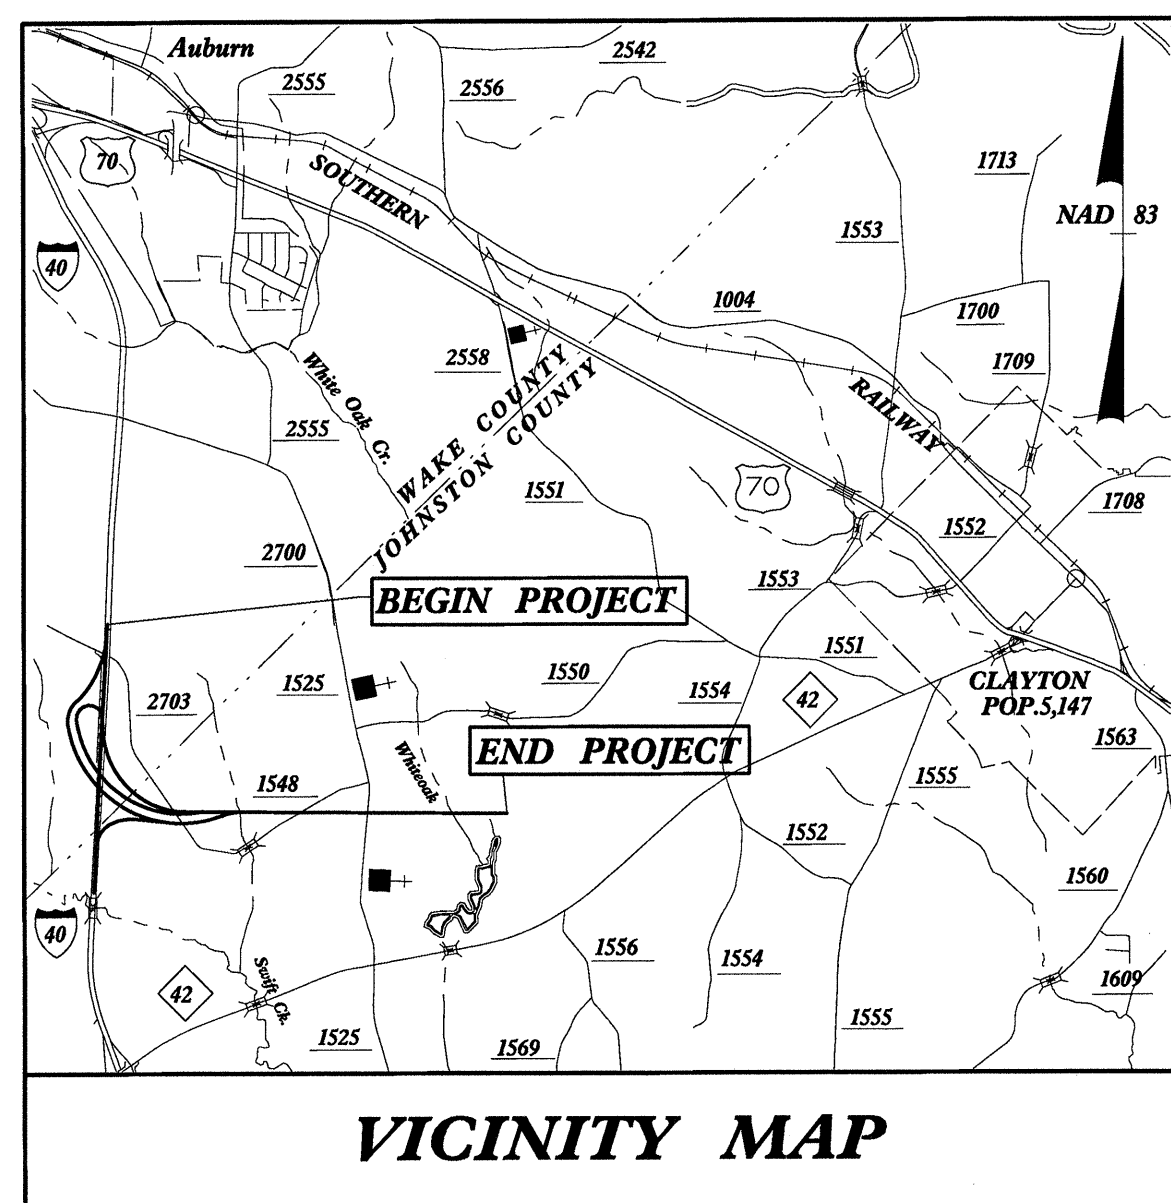 Auburn
2542
2555
2556
70
SOUTHERN
1713
NAD 83
1553
40
1004
1700
2558
1709
White Oak Cr.
WAKE COUNTY
JOHNSTON COUNTY
RAILWAY
2555
1551
70
1708
1552
2700
1553
BEGIN PROJECT
1551
1550
1525
1554
42
CLAYTON
POP.5,147
2703
1563
END PROJECT
Whiteoak
1548
1555
1552
1560
40
1556
1554
Swift Ck.
42
1609
1555
1525
1569
VICINITY MAP